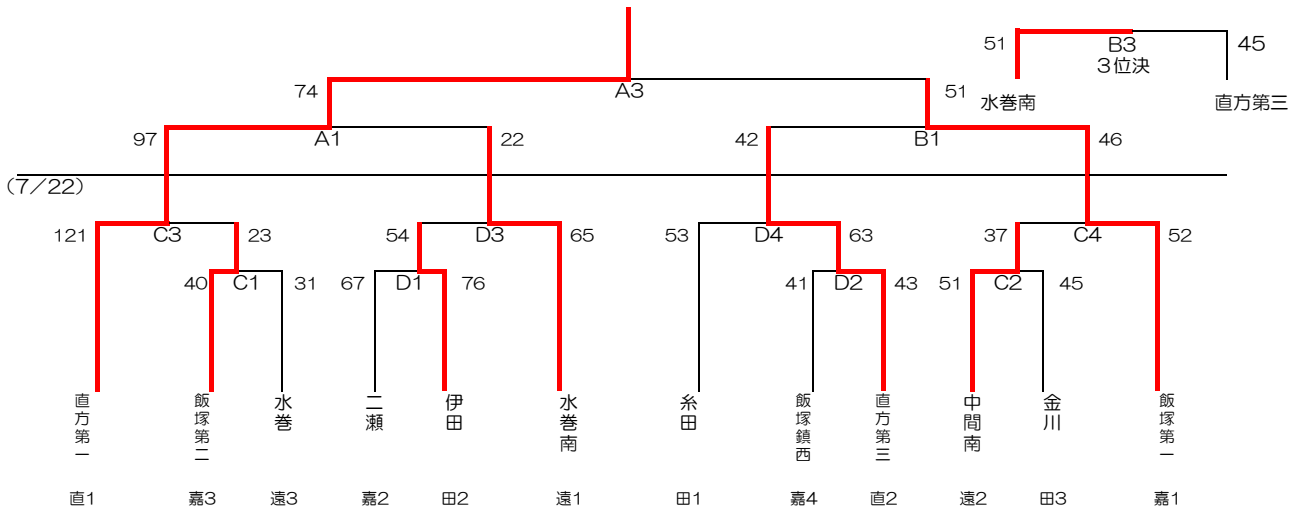 51 B3 45
3位決
74 A3 51 水巻南 直方第三
97 A1 22 42 B1 46
(7/22)
121 C3 23 54 D3 65 53 D4 63 37 C4 52
40 C1 31 67 D1 76 41 D2 43 51 C2 45
直方第一 飯塚第二 水巻 二瀬 伊田 水巻南 糸田 飯塚鎮西 直方第三 中間南 金川 飯塚第一
直1 嘉3 遠3 嘉2 田2 遠1 田1 嘉4 直2 遠2 田3 嘉1